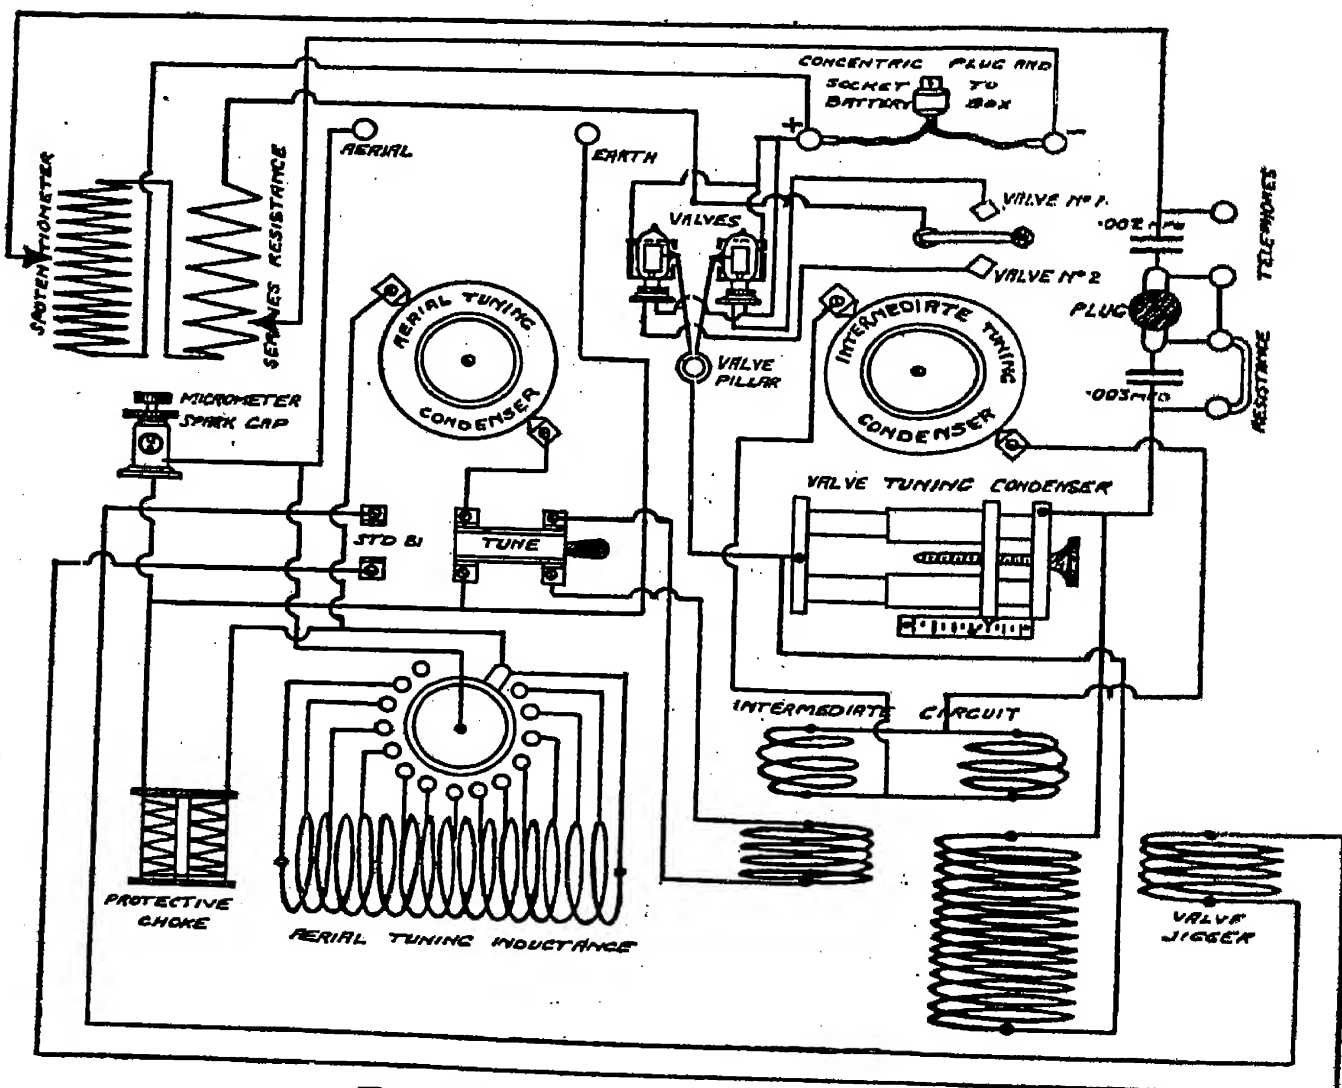 CONCENTRIC PLUG AND
SOCKET TO
BATTERY BOX
+
-
AERIAL
EARTH
SPOTENTIOMETER
SERIES RESISTANCE
VALVES
VALVE Nº 1
VALVE Nº 2
.002 MFD
TELEPHONES
PLUG
RESISTANCE
.003 MFD
AERIAL TUNING
CONDENSER
INTERMEDIATE TUNING
CONDENSER
VALVE
PILLAR
MICROMETER
SPARK GAP
VALVE TUNING CONDENSER
STD BI
TUNE
INTERMEDIATE CIRCUIT
PROTECTIVE
CHOKE
AERIAL TUNING INDUCTANCE
VALVE
JIGGER